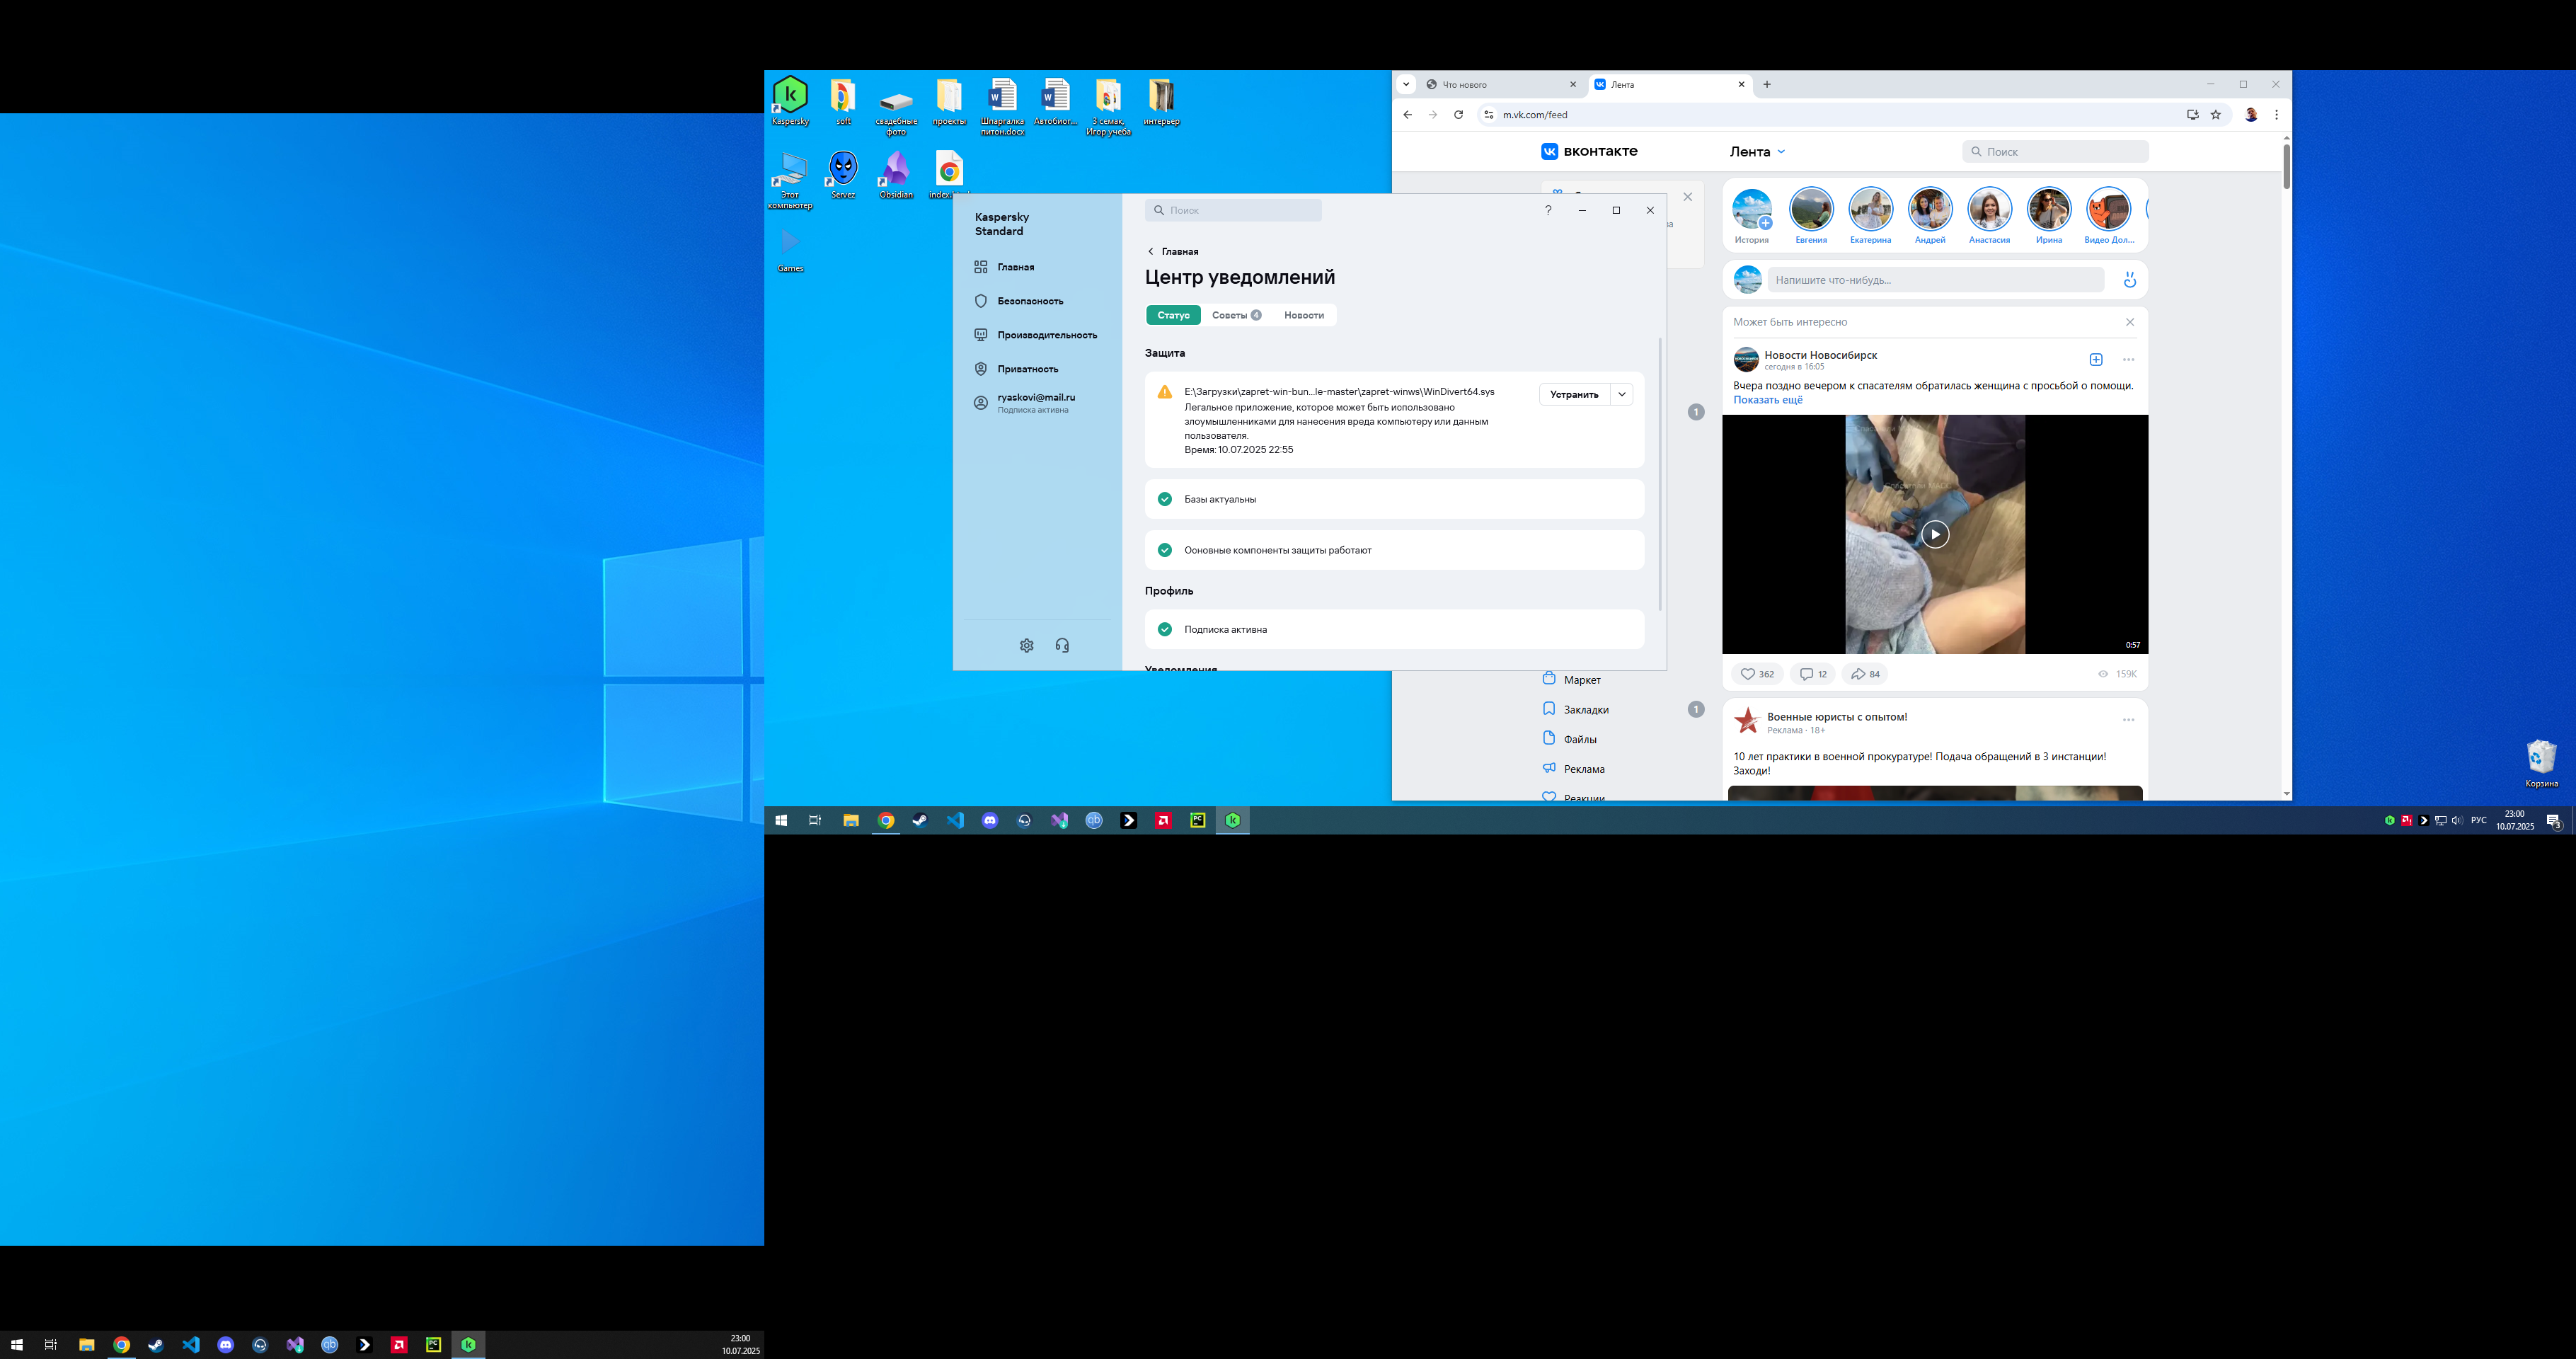 Kaspersky
soft
свадебные
фото
проекты
Шпаргалка
питон.docx
Автобиог...
3 семак,
Игор учеба
интерьер
Этот
компьютер
Servez
Obsidian
Games
Kaspersky
Standard
Главная
Безопасность
Производительность
Приватность
ryaskovi@mail.ru
Подписка активна
Поиск
?
Главная
Центр уведомлений
Статус
Советы 4
Новости
Защита
E:\Загрузки\zapret-win-bun...le-master\zapret-winws\WinDivert64.sys
Легальное приложение, которое может быть использовано
злоумышленниками для нанесения вреда компьютеру или данным
пользователя.
Время: 10.07.2025 22:55
Устранить
Базы актуальны
Основные компоненты защиты работают
Профиль
Подписка активна
Уведомления
Что нового
Лента
m.vk.com/feed
вконтакте
Лента
Поиск
1
Маркет
Закладки
1
Файлы
Реклама
Реакции
История
Евгения
Екатерина
Андрей
Анастасия
Ирина
Видео Дол...
Напишите что-нибудь...
Может быть интересно
Новости Новосибирск
сегодня в 16:05
Вчера поздно вечером к спасателям обратилась женщина с просьбой о помощи.
Показать ещё
0:57
362
12
84
159K
Военные юристы с опытом!
Реклама · 18+
10 лет практики в военной прокуратуре! Подача обращений в 3 инстанции!
Заходи!
Корзина
РУС
23:00
10.07.2025
3
23:00
10.07.2025